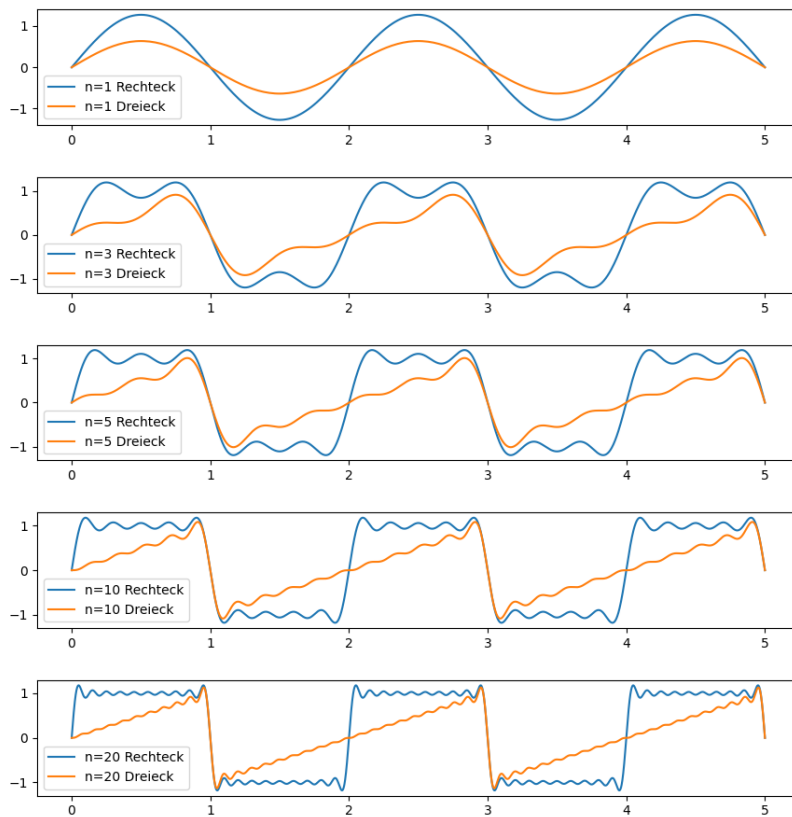 1
0
−1
n=1 Rechteck
n=1 Dreieck
0 1 2 3 4 5
1
0
−1
n=3 Rechteck
n=3 Dreieck
0 1 2 3 4 5
1
0
−1
n=5 Rechteck
n=5 Dreieck
0 1 2 3 4 5
1
0
−1
n=10 Rechteck
n=10 Dreieck
0 1 2 3 4 5
1
0
−1
n=20 Rechteck
n=20 Dreieck
0 1 2 3 4 5